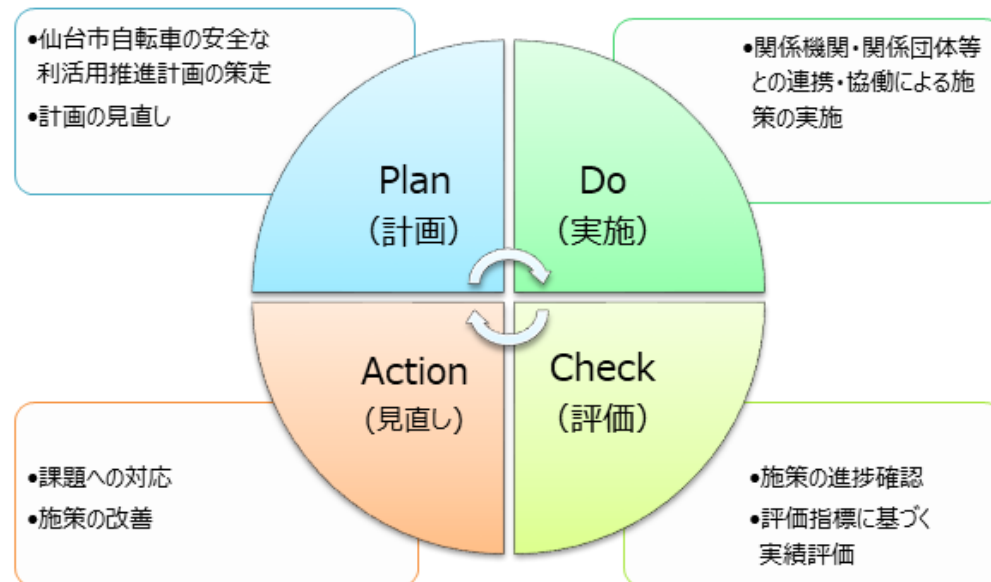 •仙台市自転車の安全な
利活用推進計画の策定
•計画の見直し
•関係機関・関係団体等
との連携・協働による施
策の実施
Plan
（計画）
Do
（実施）
Action
(見直し)
Check
（評価）
•課題への対応
•施策の改善
•施策の進捗確認
•評価指標に基づく
実績評価